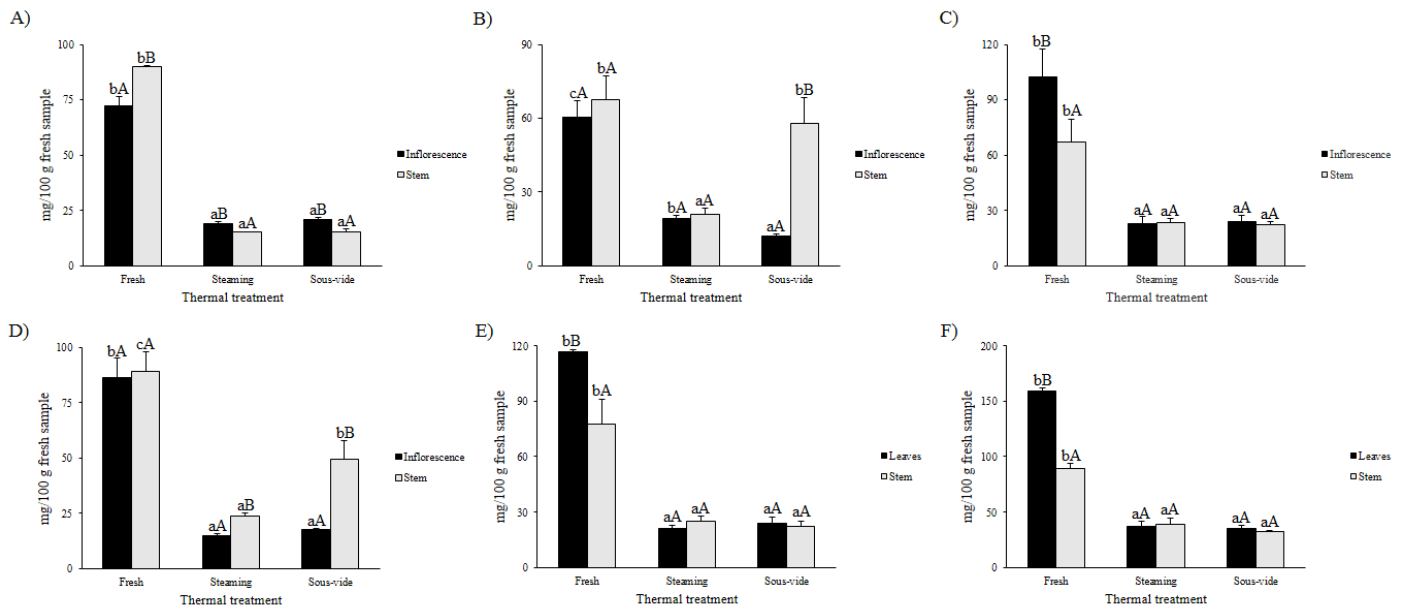 A)
mg/100 g fresh sample
100
75
50
25
0
bA
bB
aB
aA
aB
aA
Inflorescence
Stem
Fresh
Steaming
Sous-vide
Thermal treatment
B)
mg/100 g fresh sample
90
60
30
0
cA
bA
bA
aA
aA
bB
Inflorescence
Stem
Fresh
Steaming
Sous-vide
Thermal treatment
C)
mg/100 g fresh sample
120
90
60
30
0
bB
bA
aA
aA
aA
aA
Inflorescence
Stem
Fresh
Steaming
Sous-vide
Thermal treatment
D)
mg/100 g fresh sample
100
75
50
25
0
bA
cA
aA
aB
aA
bB
Inflorescence
Stem
Fresh
Steaming
Sous-vide
Thermal treatment
E)
mg/100 g fresh sample
120
90
60
30
0
bB
bA
aA
aA
aA
aA
Leaves
Stem
Fresh
Steaming
Sous-vide
Thermal treatment
F)
mg/100 g fresh sample
200
150
100
50
0
bB
bA
aA
aA
aA
aA
Leaves
Stem
Fresh
Steaming
Sous-vide
Thermal treatment